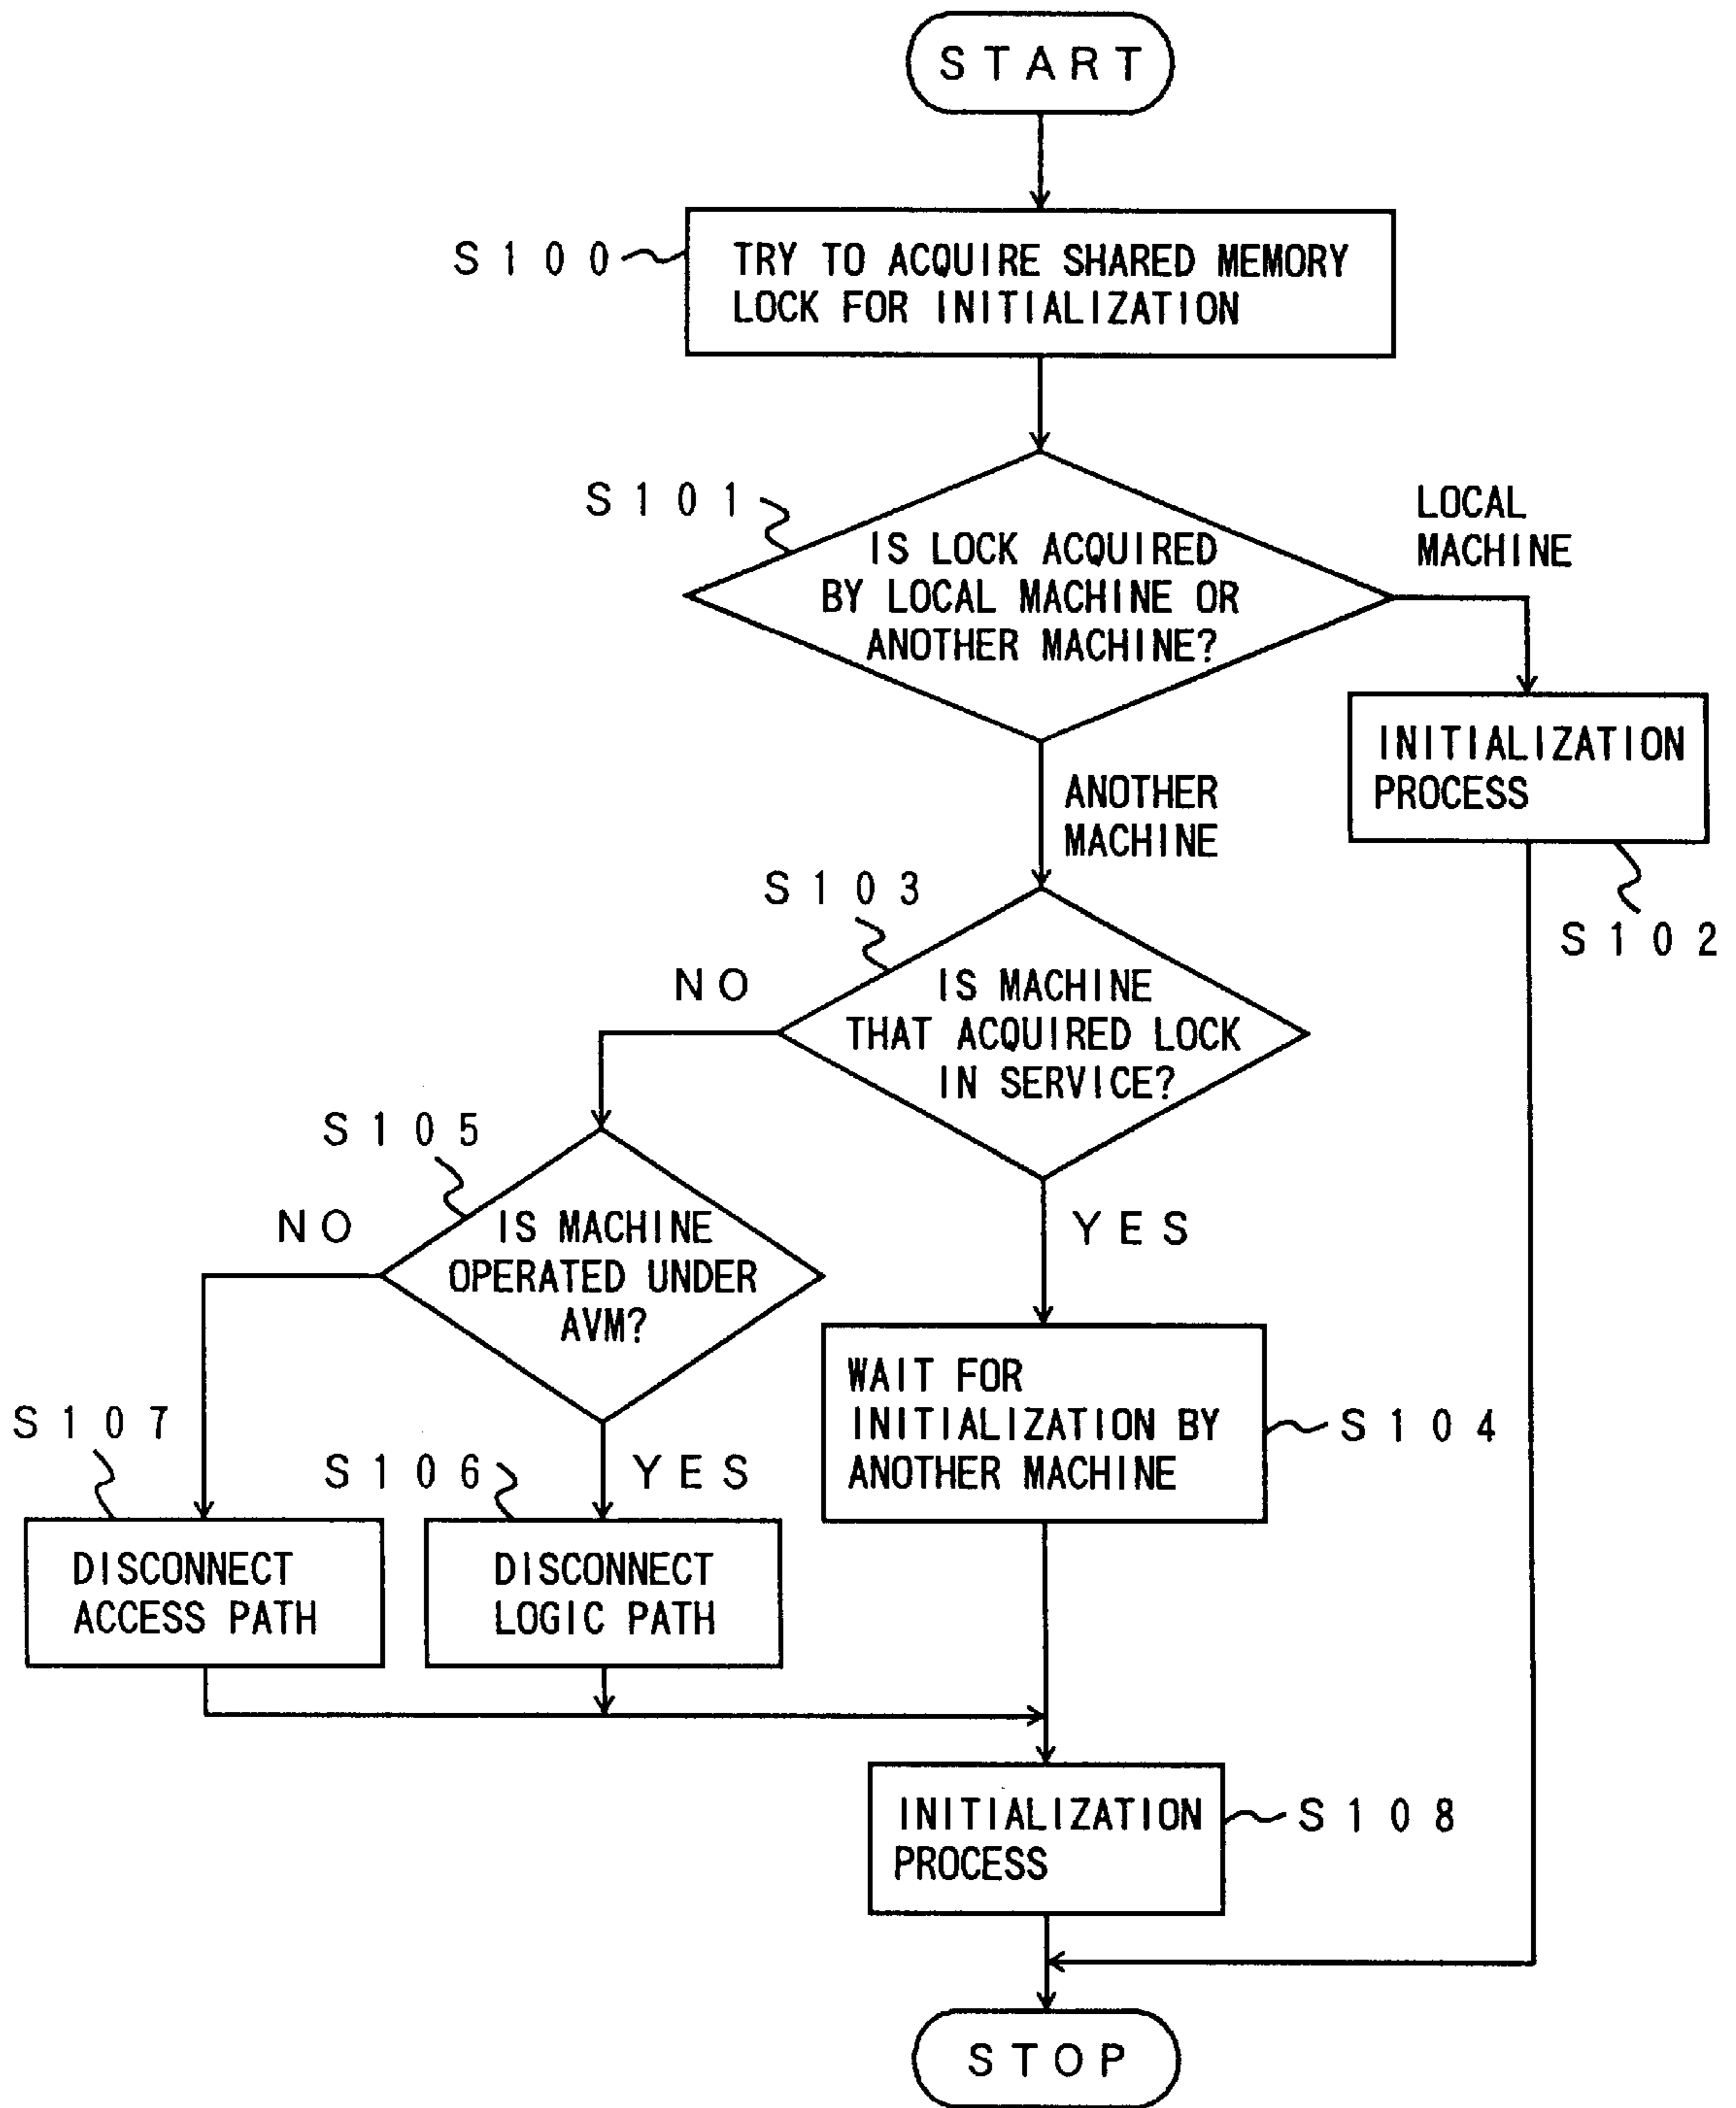 START
S100
TRY TO ACQUIRE SHARED MEMORY
LOCK FOR INITIALIZATION
S101
IS LOCK ACQUIRED
BY LOCAL MACHINE OR
ANOTHER MACHINE?
LOCAL
MACHINE
INITIALIZATION
PROCESS
S102
ANOTHER
MACHINE
S103
IS MACHINE
THAT ACQUIRED LOCK
IN SERVICE?
NO
YES
S105
IS MACHINE
OPERATED UNDER
AVM?
NO
YES
WAIT FOR
INITIALIZATION BY
ANOTHER MACHINE
S104
S107
DISCONNECT
ACCESS PATH
S106
DISCONNECT
LOGIC PATH
INITIALIZATION
PROCESS
S108
STOP